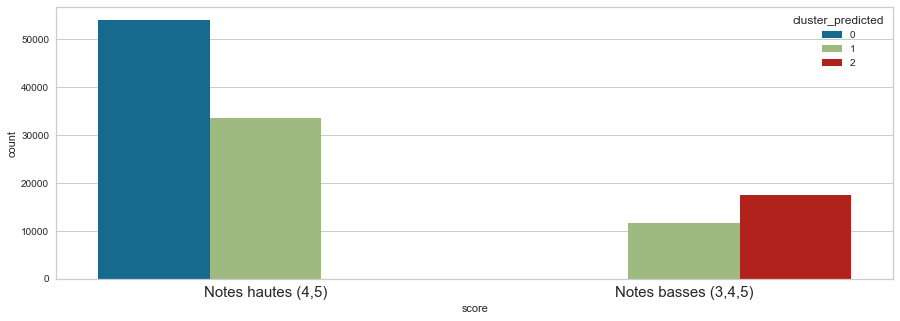 cluster_predicted
0
1
2
50000
40000
30000
20000
10000
0
count
Notes hautes (4,5)
Notes basses (3,4,5)
score